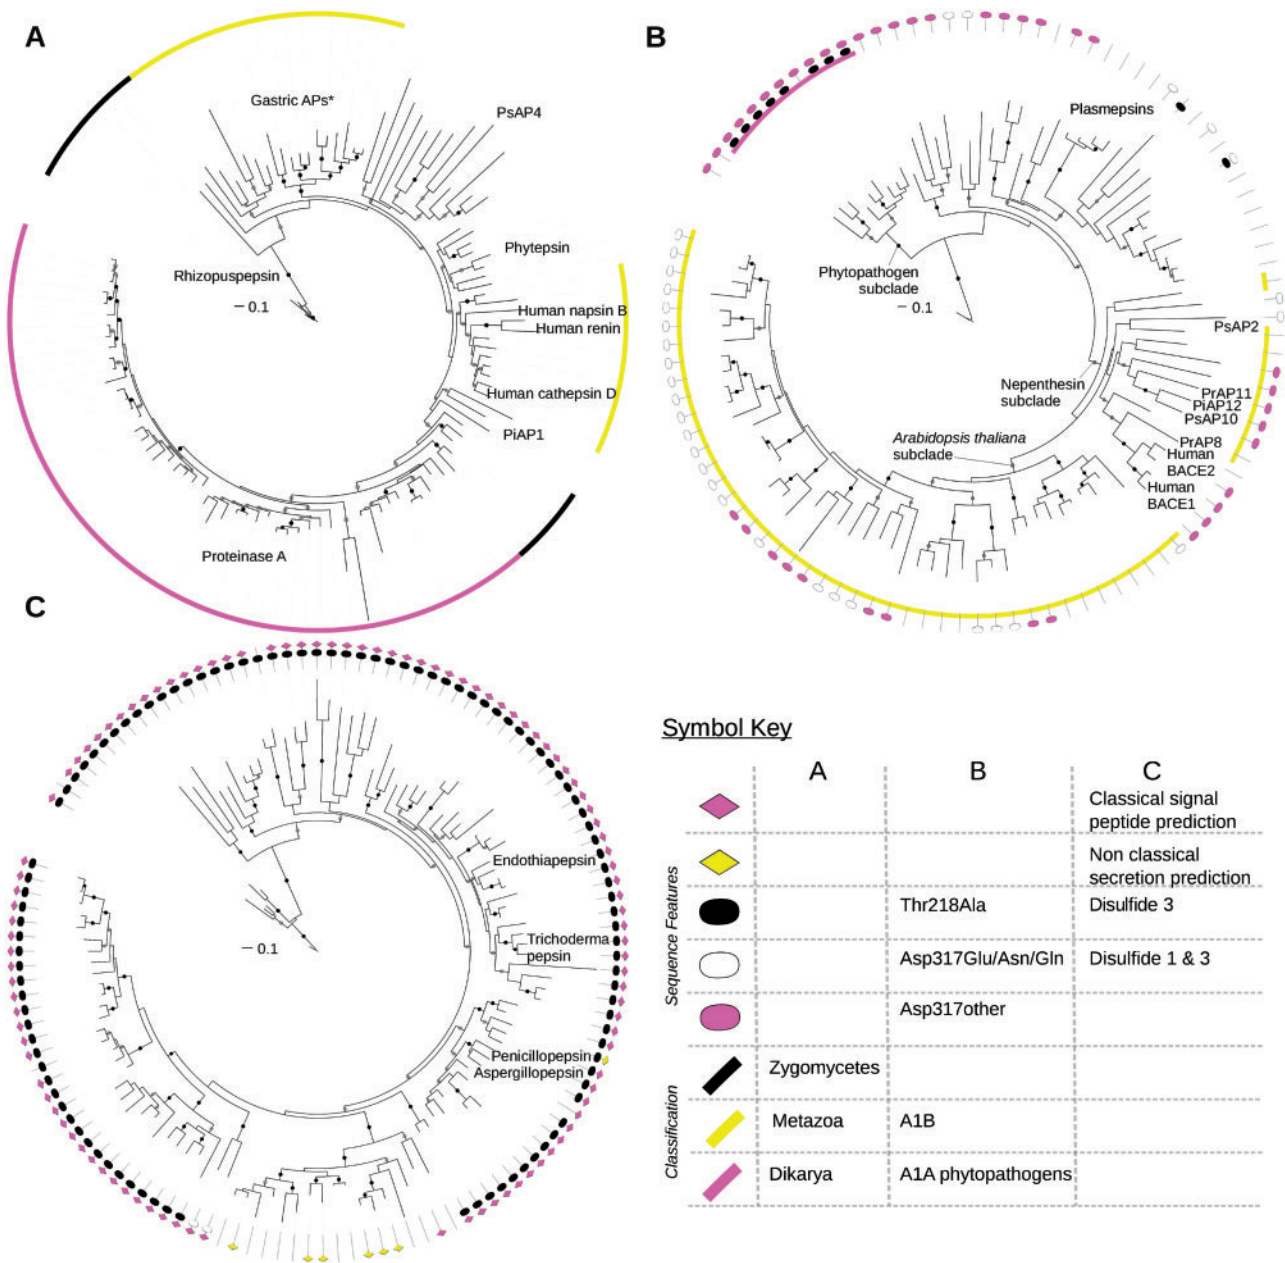 A
Gastric APs*
PsAP4
Phytepsin
Rhizopuspepsin
0.1
Human napsin B
Human renin
Human cathepsin D
PiAP1
Proteinase A
B
Plasmepsins
Phytopathogen
subclade
0.1
PsAP2
Nepenthesin
subclade
PrAP11
PiAP12
PsAP10
Arabidopsis thaliana
subclade
PrAP8
Human
BACE2
Human
BACE1
C
Endothiapepsin
0.1
Trichoderma
pepsin
Penicillopepsin
Aspergillopepsin
Symbol Key
A B C
Classical signal
peptide prediction
Non classical
secretion prediction
Sequence Features
Thr218Ala Disulfide 3
Asp317Glu/Asn/Gln Disulfide 1 & 3
Asp317other
Classification
Zygomycetes
Metazoa A1B
Dikarya A1A phytopathogens